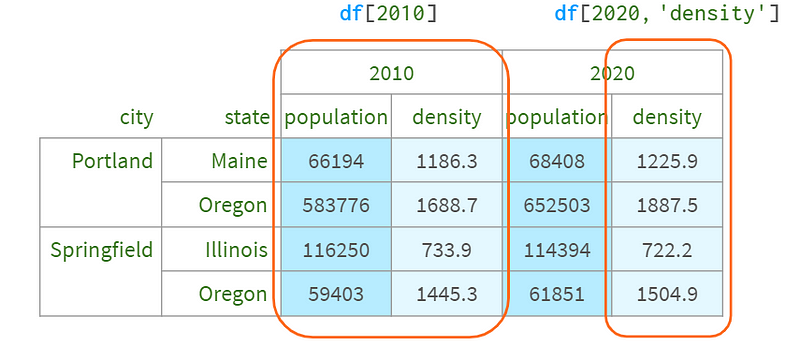 df[2010] df[2020, 'density']
2010 2020
city state population density population density
Portland Maine 66194 1186.3 68408 1225.9
Oregon 583776 1688.7 652503 1887.5
Springfield Illinois 116250 733.9 114394 722.2
Oregon 59403 1445.3 61851 1504.9